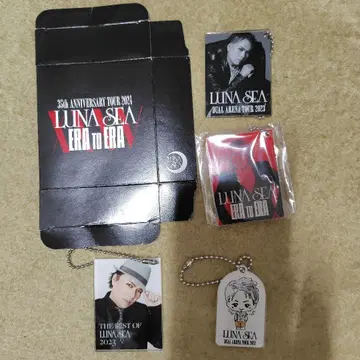 35th ANNIVERSARY TOUR 2024
LUNA SEA
ERA TO ERA
LUNA SEA
DUAL ARENA TOUR 2023
LUNA SEA
ERA TO ERA
THE BEST OF
LUNA SEA
2023
LUNA SEA
DUAL ARENA TOUR 2023